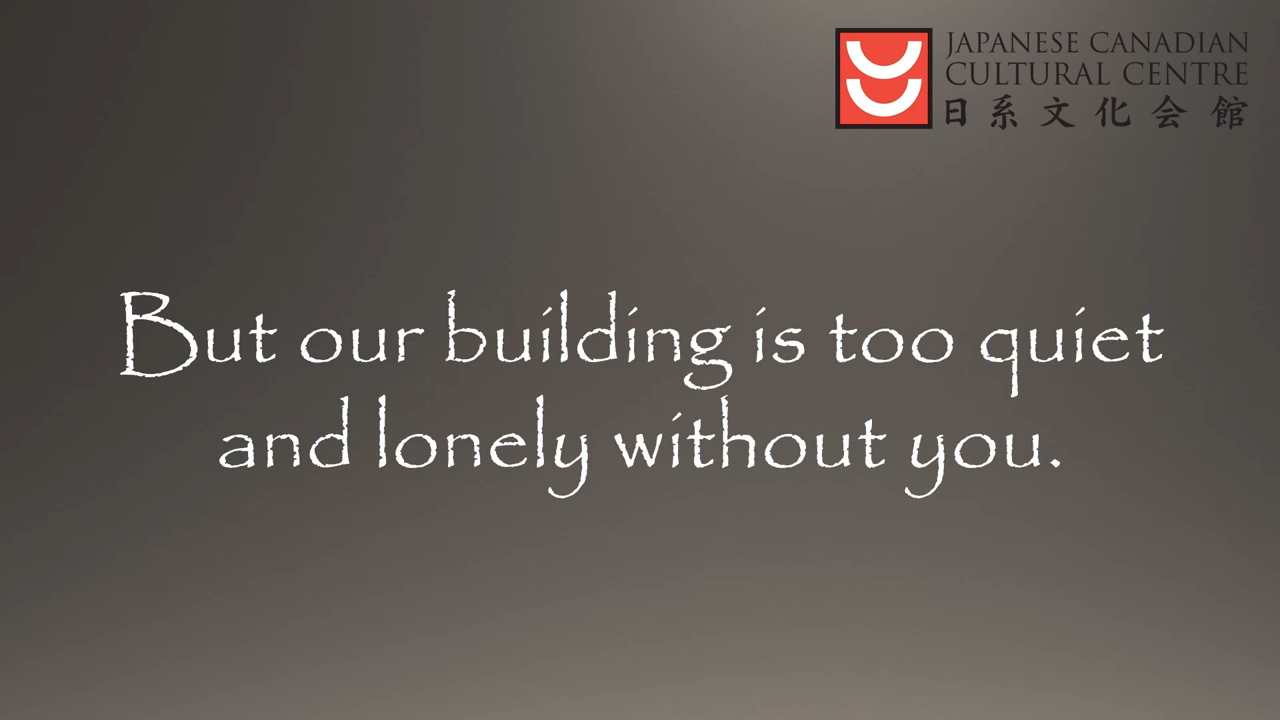 JAPANESE CANADIAN
CULTURAL CENTRE
日系文化会館
But our building is too quiet
and lonely without you.